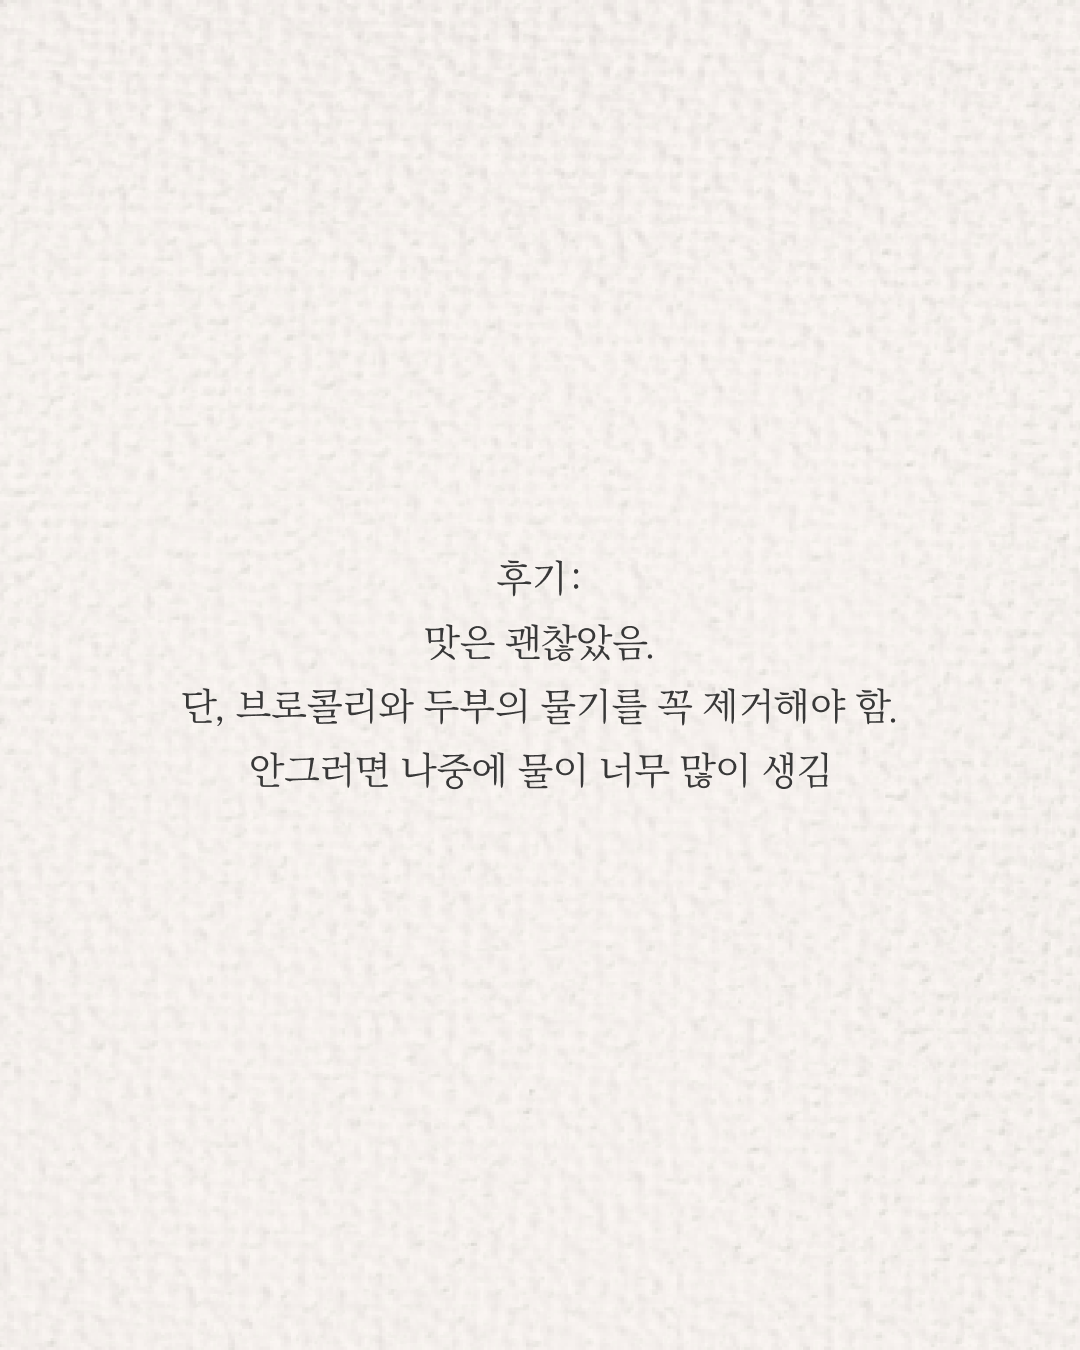 후기:
맛은 괜찮았음.
단, 브로콜리와 두부의 물기를 꼭 제거해야 함.
안그러면 나중에 물이 너무 많이 생김